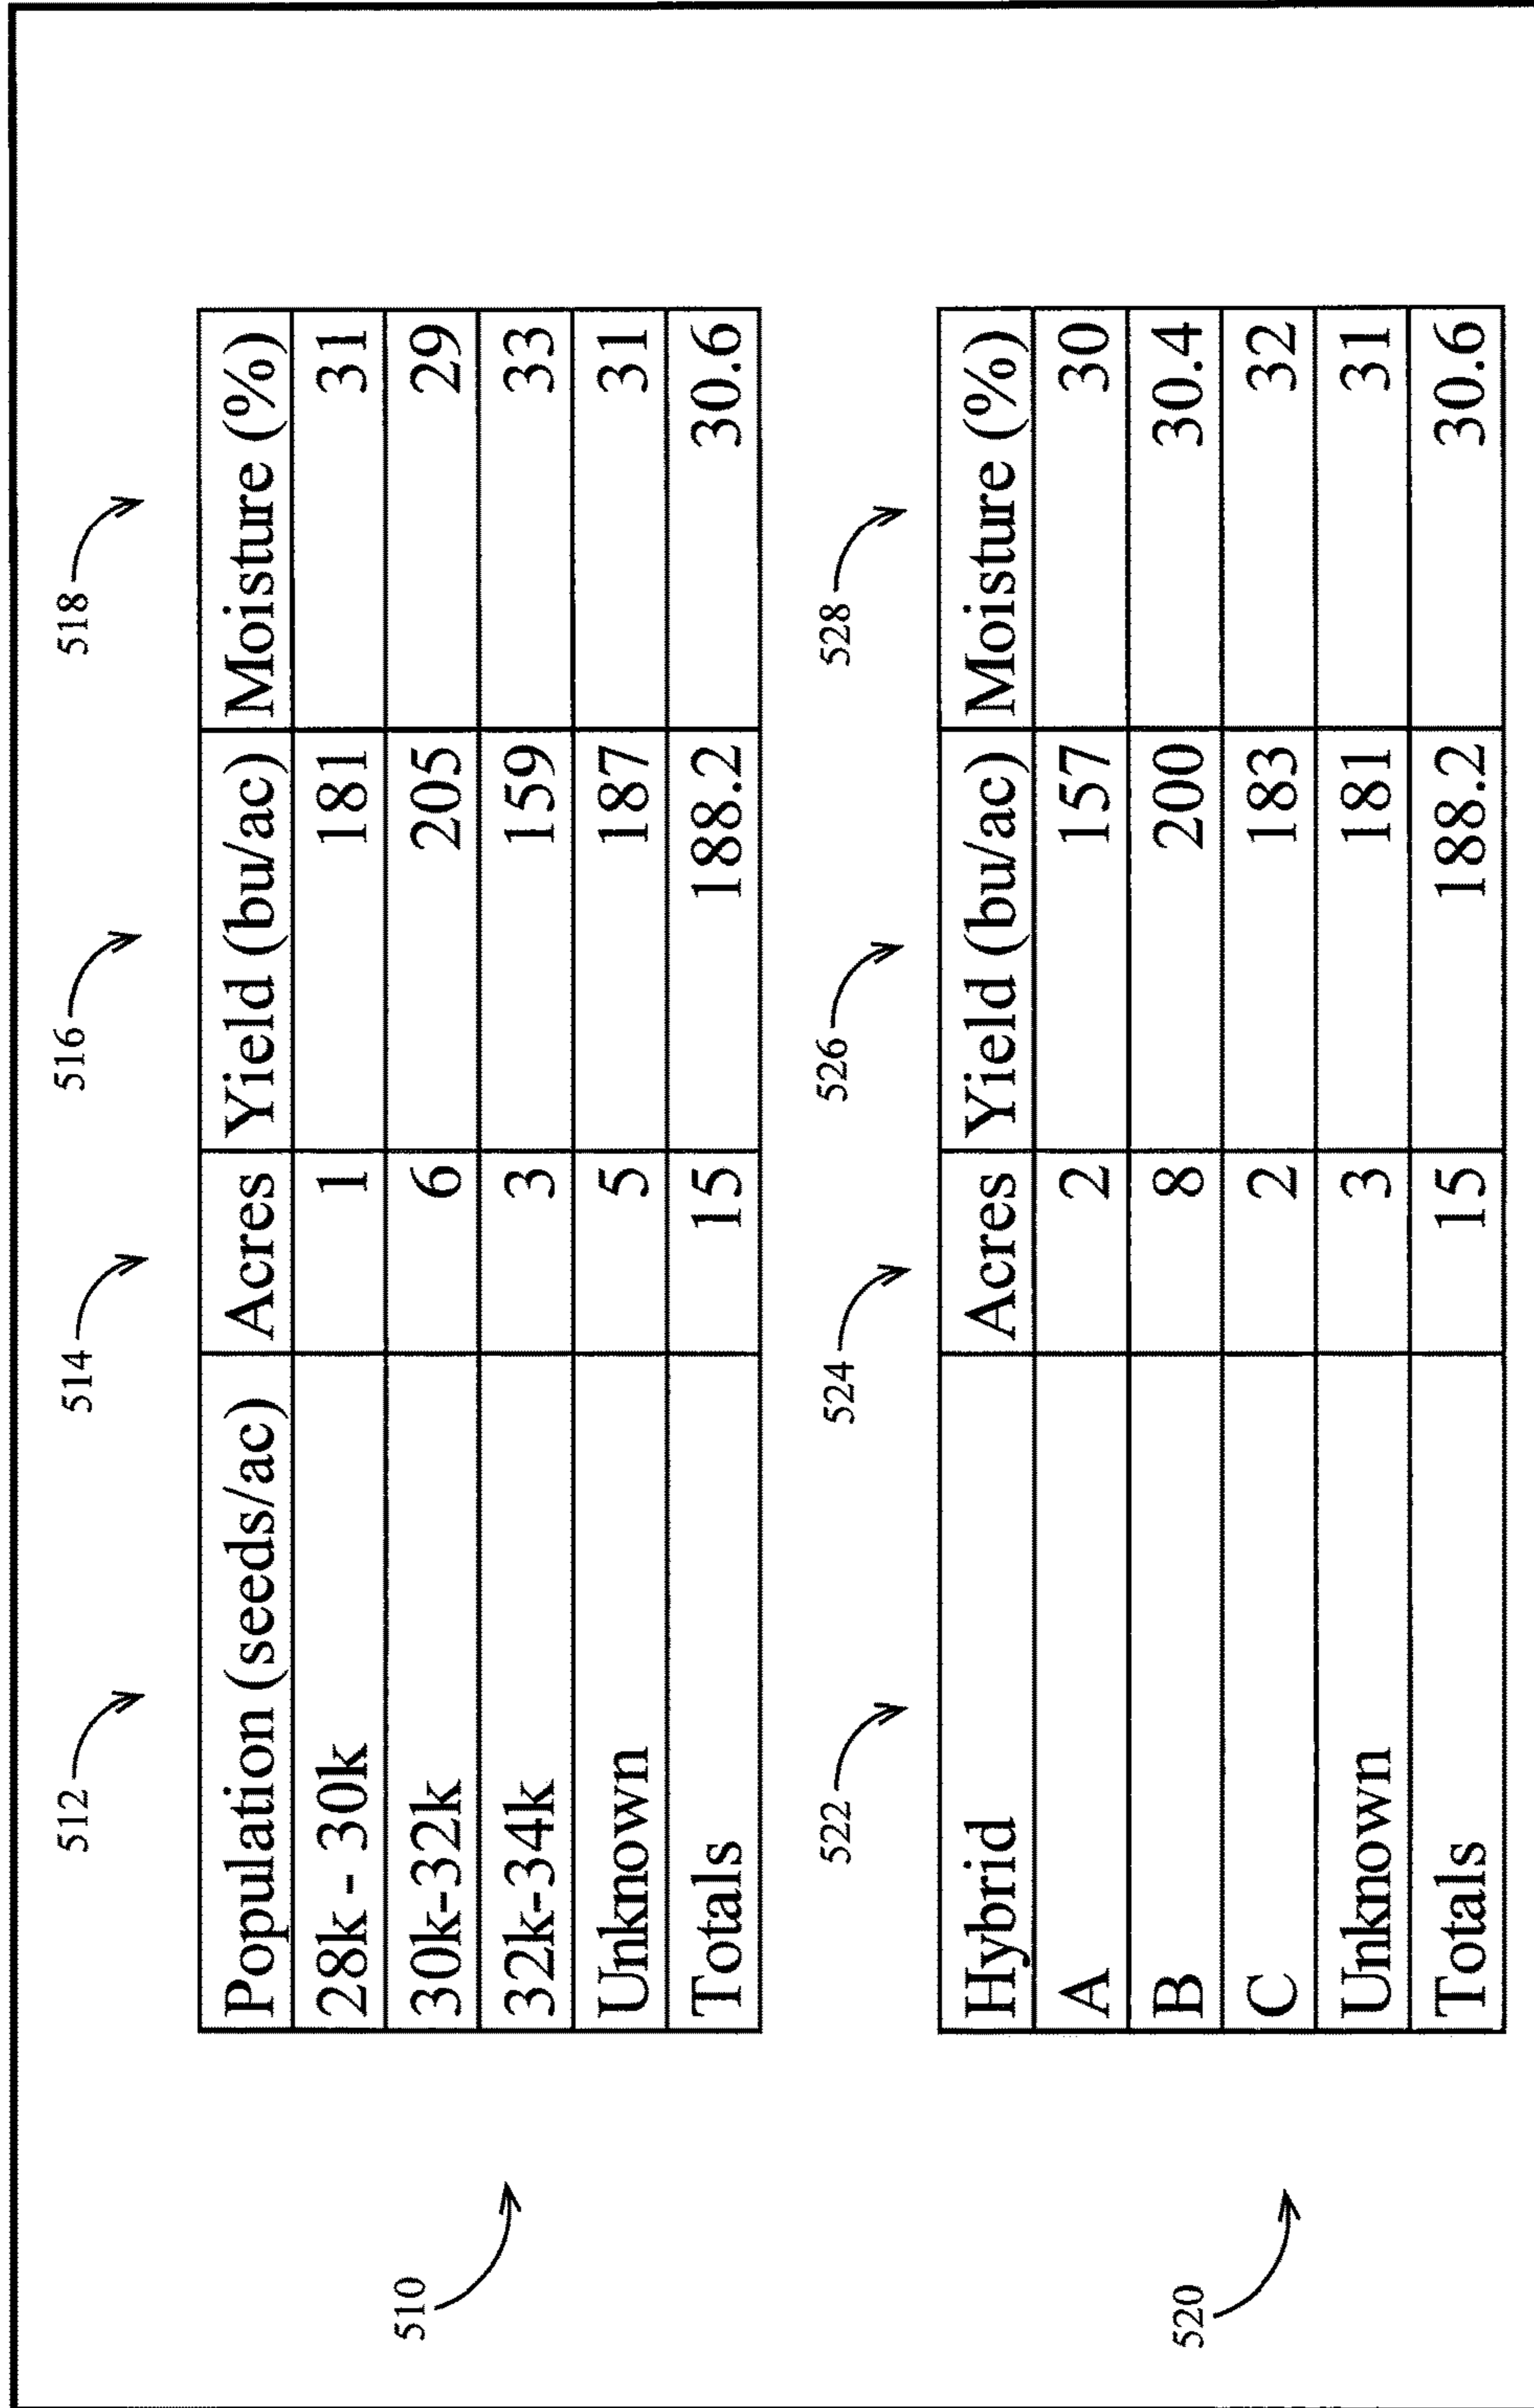 512 514 516 518
510
Population (seeds/ac) Acres Yield (bu/ac) Moisture (%)
28k - 30k 1 181 31
30k-32k 6 205 29
32k-34k 3 159 33
Unknown 5 187 31
Totals 15 188.2 30.6
522 524 526 528
520
Hybrid Acres Yield (bu/ac) Moisture (%)
A 2 157 30
B 8 200 30.4
C 2 183 32
Unknown 3 181 31
Totals 15 188.2 30.6